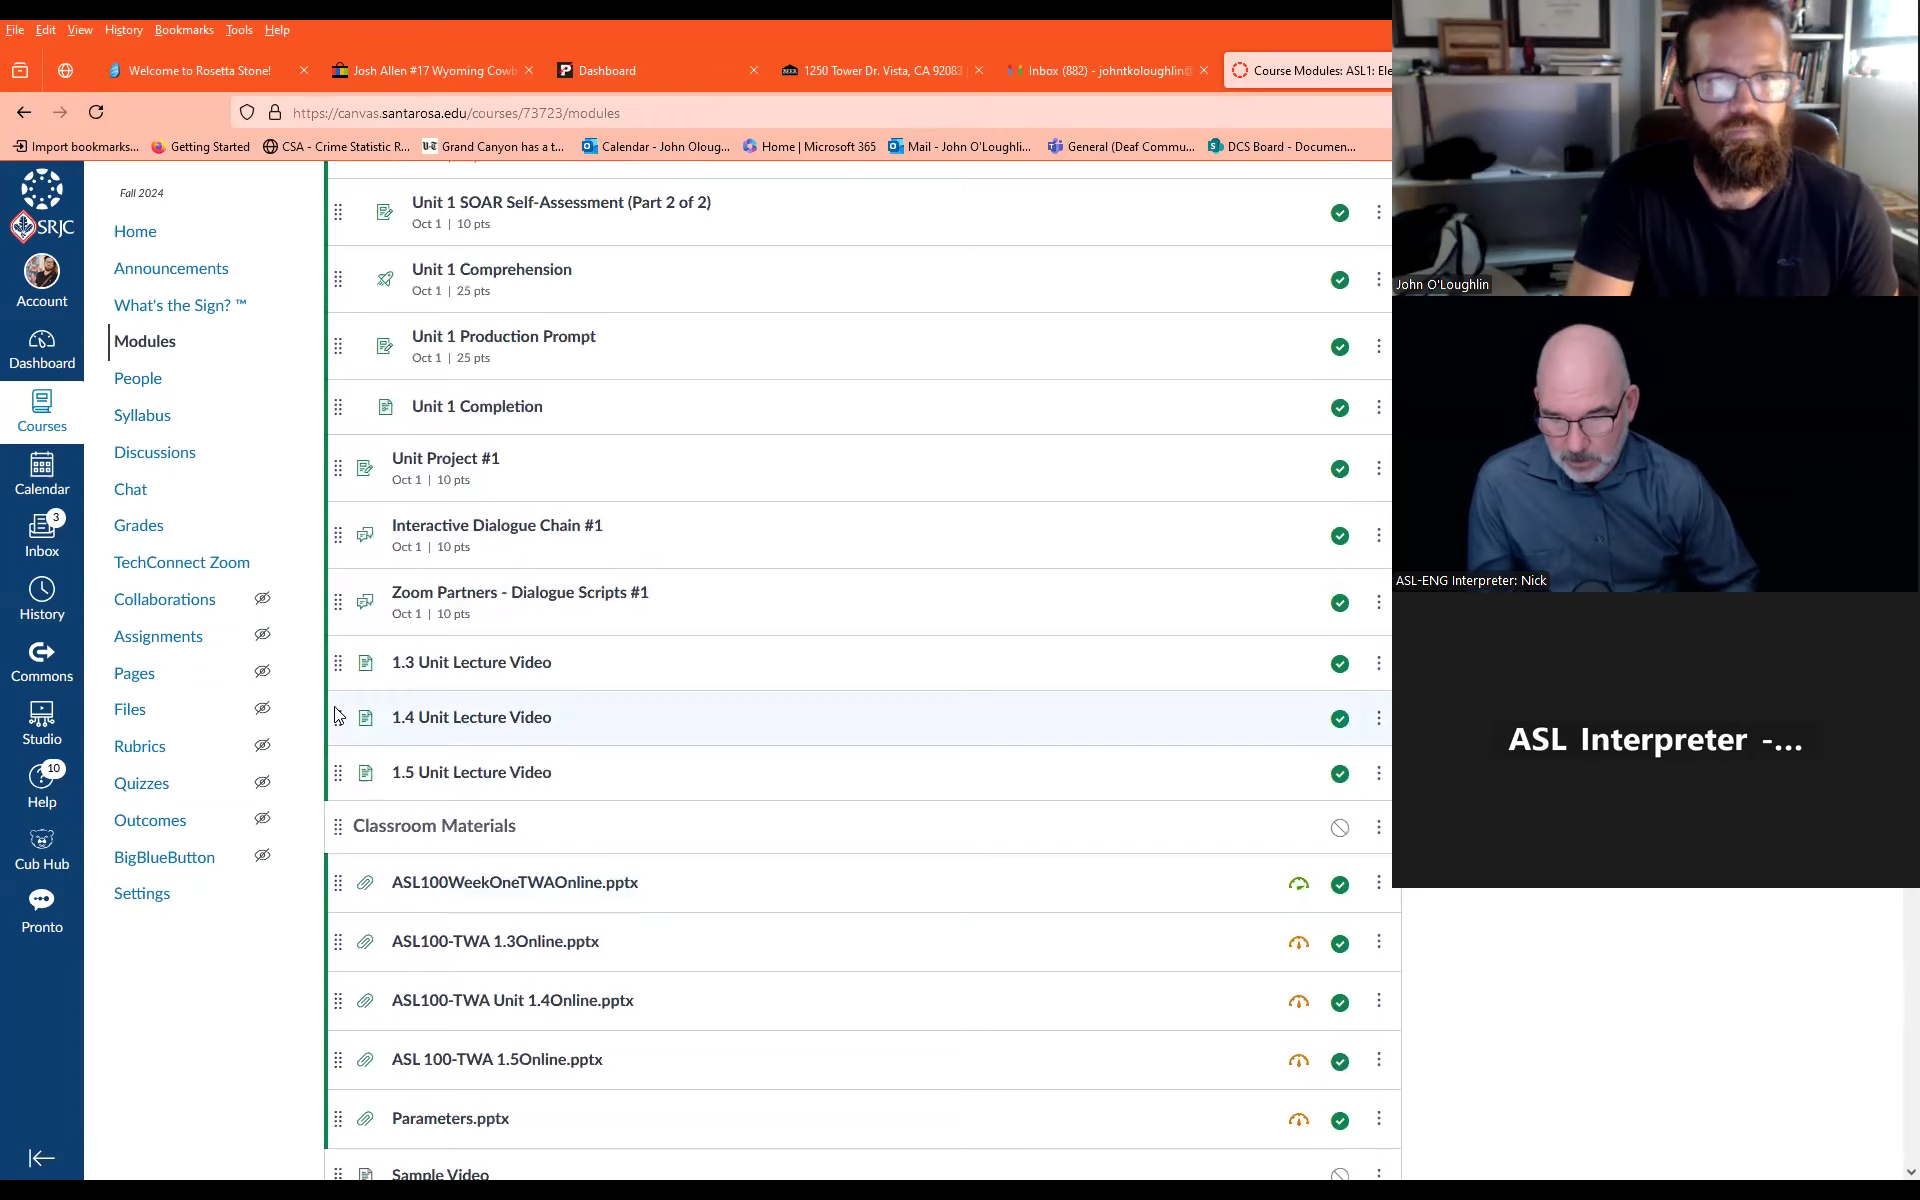 File Edit View History Bookmarks Tools Help
Welcome to Rosetta Stone!
Josh Allen #17 Wyoming Cowb
Dashboard
1250 Tower Dr. Vista, CA 92083
Inbox (882) - johntkoloughlin@
Course Modules: ASL1: Ele
https://canvas.santarosa.edu/courses/73723/modules
Import bookmarks... Getting Started CSA - Crime Statistic R... Grand Canyon has a t... Calendar - John Oloug... Home | Microsoft 365 Mail - John O'Loughli... General (Deaf Commu... DCS Board - Documen...
SRJC
Account
Dashboard
Courses
Calendar
3
Inbox
History
Commons
Studio
10
Help
Cub Hub
Pronto
Fall 2024
Home
Announcements
What's the Sign? ™
Modules
People
Syllabus
Discussions
Chat
Grades
TechConnect Zoom
Collaborations
Assignments
Pages
Files
Rubrics
Quizzes
Outcomes
BigBlueButton
Settings
Unit 1 SOAR Self-Assessment (Part 2 of 2)
Oct 1 | 10 pts
Unit 1 Comprehension
Oct 1 | 25 pts
Unit 1 Production Prompt
Oct 1 | 25 pts
Unit 1 Completion
Unit Project #1
Oct 1 | 10 pts
Interactive Dialogue Chain #1
Oct 1 | 10 pts
Zoom Partners - Dialogue Scripts #1
Oct 1 | 10 pts
1.3 Unit Lecture Video
1.4 Unit Lecture Video
1.5 Unit Lecture Video
Classroom Materials
ASL100WeekOneTWAOnline.pptx
ASL100-TWA 1.3Online.pptx
ASL100-TWA Unit 1.4Online.pptx
ASL 100-TWA 1.5Online.pptx
Parameters.pptx
Sample Video
John O'Loughlin
ASL-ENG Interpreter: Nick
ASL Interpreter -...